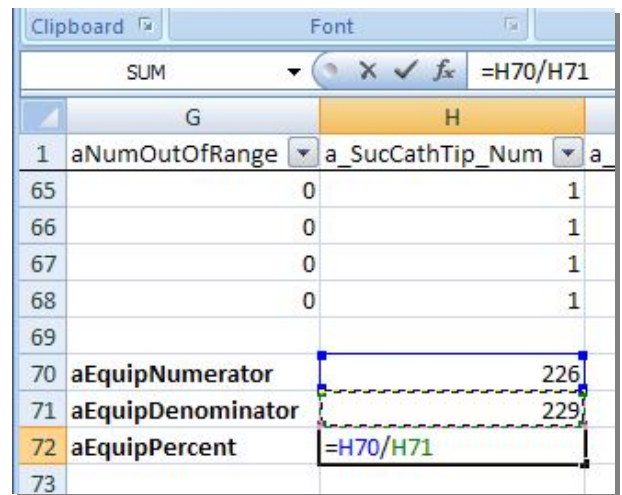 Clipboard Font
SUM fx =H70/H71
G H
1 aNumOutOfRange a_SucCathTip_Num a_
65 0 1
66 0 1
67 0 1
68 0 1
69
70 aEquipNumerator 226
71 aEquipDenominator 229
72 aEquipPercent =H70/H71
73